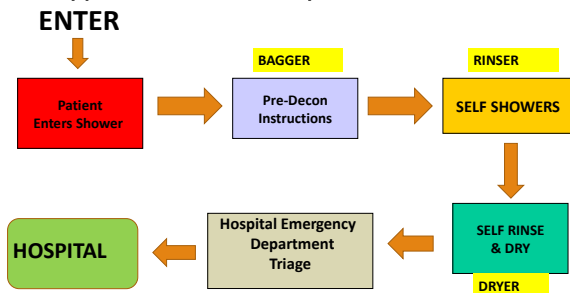 ENTER
BAGGER
RINSER
Patient
Enters Shower
Pre-Decon
Instructions
SELF SHOWERS
HOSPITAL
Hospital Emergency
Department
Triage
SELF RINSE
& DRY
DRYER